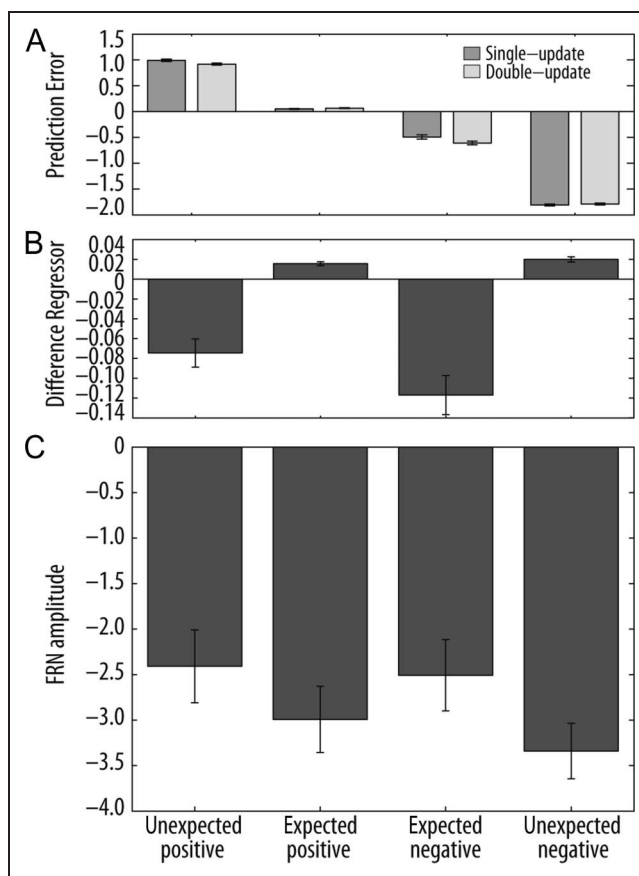 A
Prediction Error
1.5
1.0
0.5
0
−0.5
−1.0
−1.5
−2.0
Single−update
Double−update
B
Difference Regressor
0.04
0.02
0
−0.02
−0.04
−0.06
−0.08
−0.10
−0.12
−0.14
C
FRN amplitude
0
−0.5
−1.0
−1.5
−2.0
−2.5
−3.0
−3.5
−4.0
Unexpected
positive
Expected
positive
Expected
negative
Unexpected
negative